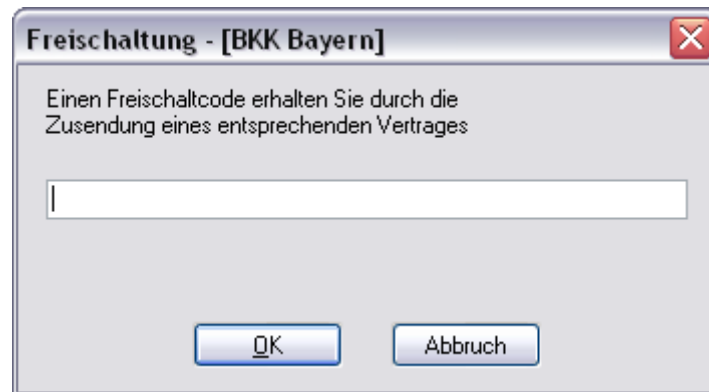 Freischaltung - [BKK Bayern]
Einen Freischaltcode erhalten Sie durch die
Zusendung eines entsprechenden Vertrages
OK
Abbruch